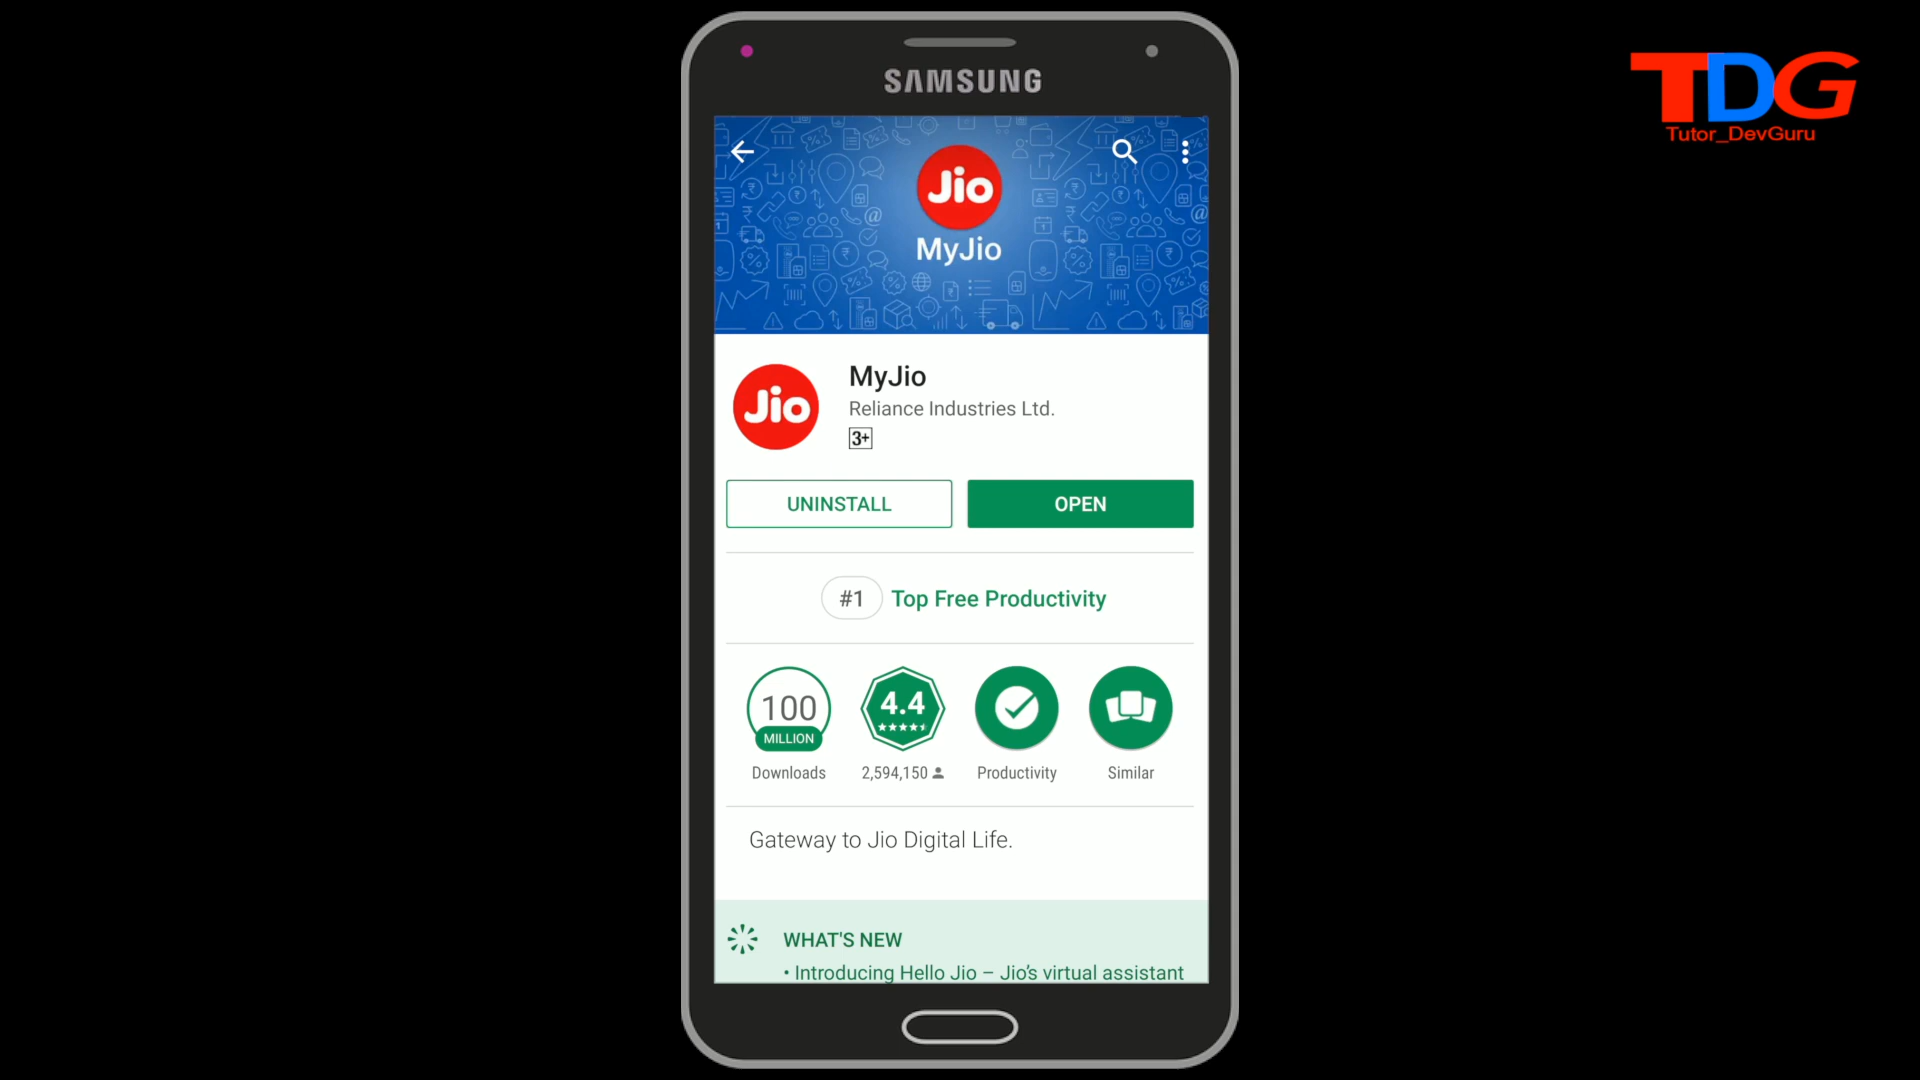 SAMSUNG
TDG
Tutor_DevGuru
Jio
MyJio
Jio
MyJio
Reliance Industries Ltd.
3+
UNINSTALL
OPEN
#1 Top Free Productivity
100
MILLION
4.4
Downloads
2,594,150
Productivity
Similar
Gateway to Jio Digital Life.
WHAT'S NEW
• Introducing Hello Jio – Jio's virtual assistant